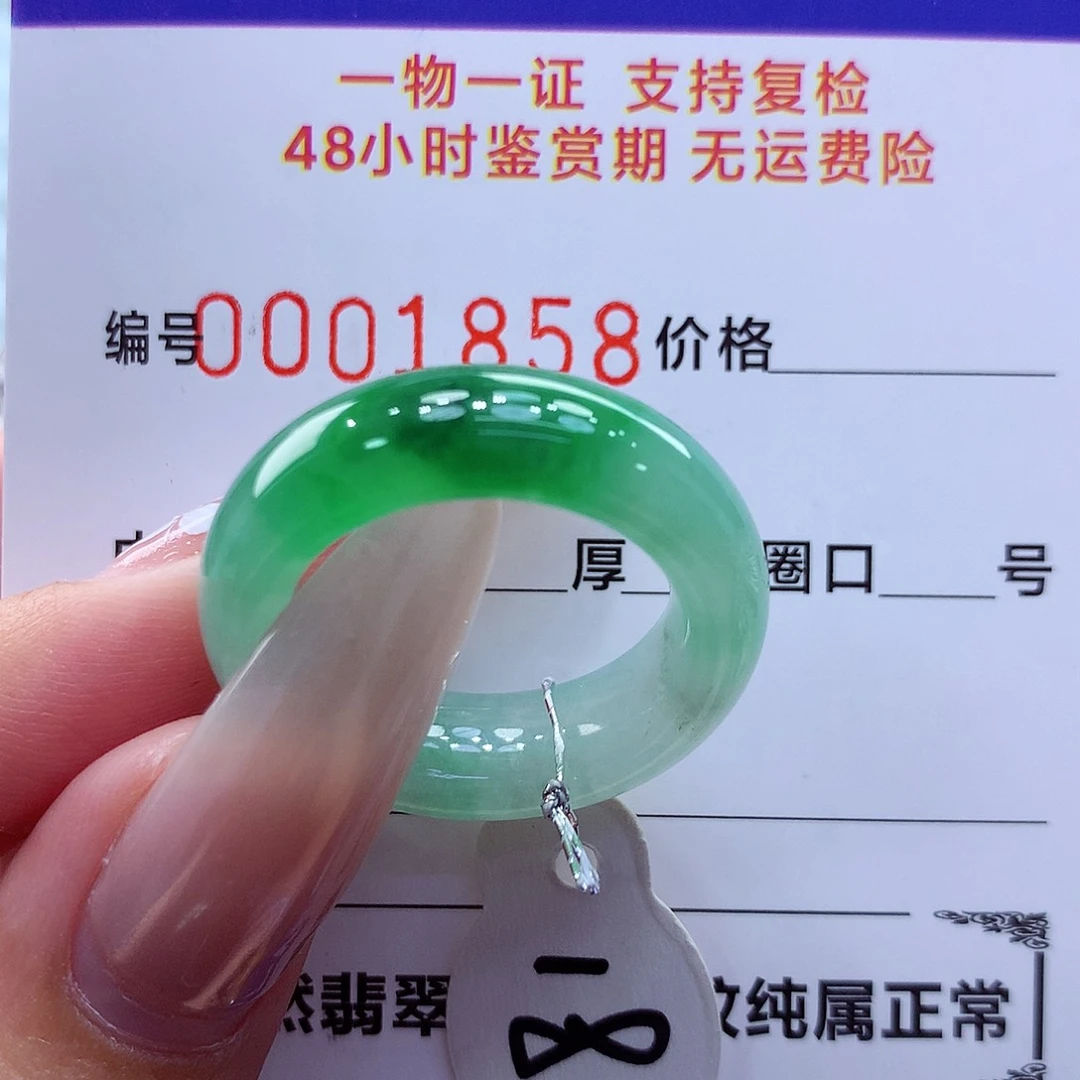 一物一证 支持复检
48小时鉴赏期 无运费险
编号0001858价格
厚 圈口 号
然翡翠 纹纯属正常
18